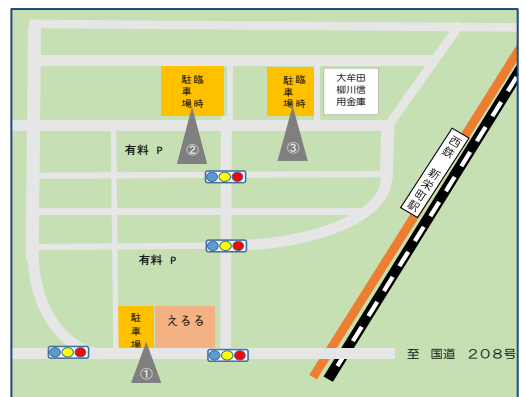 臨時
駐車場
臨時
駐車場
大牟田
柳川信
用金庫
②
③
有料 P
西鉄 新栄町駅
有料 P
駐車場
えるる
①
至 国道 208号